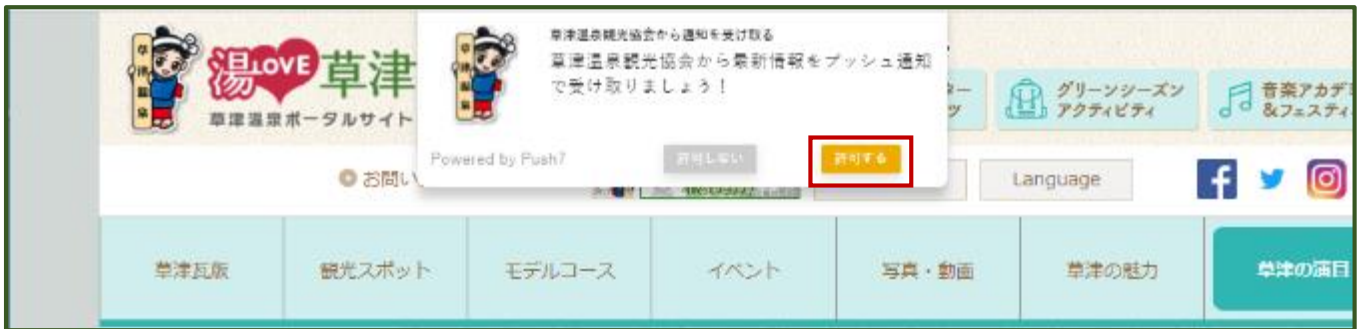 湯LOVE草津
草津温泉ポータルサイト
草津温泉観光協会から通知を受け取る
草津温泉観光協会から最新情報をプッシュ通知
で受け取りましょう！
Powered by Push7
許可しない
許可する
グリーンシーズン
アクティビティ
音楽アカデミ
&フェスティ
お問い
Language
草津瓦版
観光スポット
モデルコース
イベント
写真・動画
草津の魅力
草津の演目